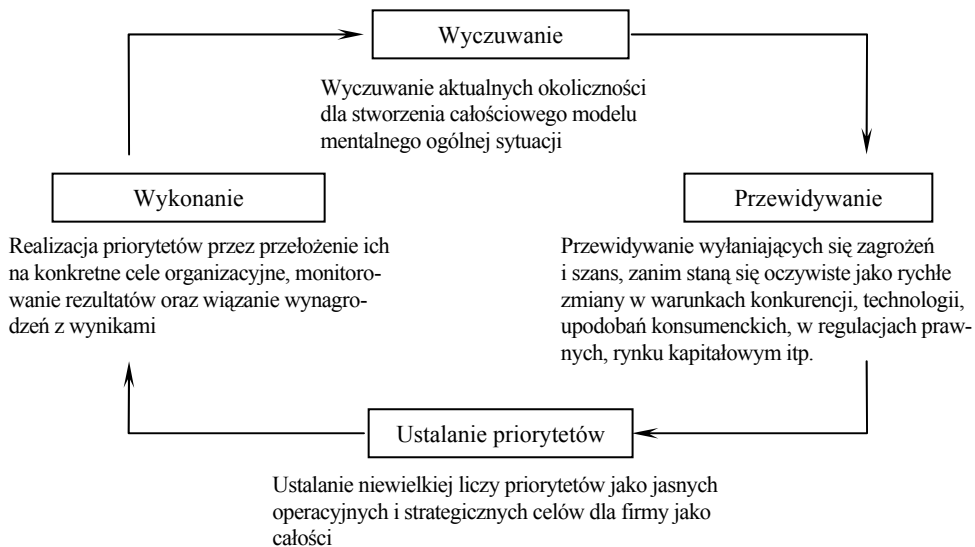 Wyczuwanie
Wyczuwanie aktualnych okoliczności
dla stworzenia całościowego modelu
mentalnego ogólnej sytuacji
Przewidywanie
Przewidywanie wyłaniających się zagrożeń
i szans, zanim staną się oczywiste jako rychłe
zmiany w warunkach konkurencji, technologii,
upodobań konsumenckich, w regulacjach praw-
nych, rynku kapitałowym itp.
Ustalanie priorytetów
Ustalanie niewielkiej liczy priorytetów jako jasnych
operacyjnych i strategicznych celów dla firmy jako
całości
Wykonanie
Realizacja priorytetów przez przełożenie ich
na konkretne cele organizacyjne, monitoro-
wanie rezultatów oraz wiązanie wynagro-
dzeń z wynikami